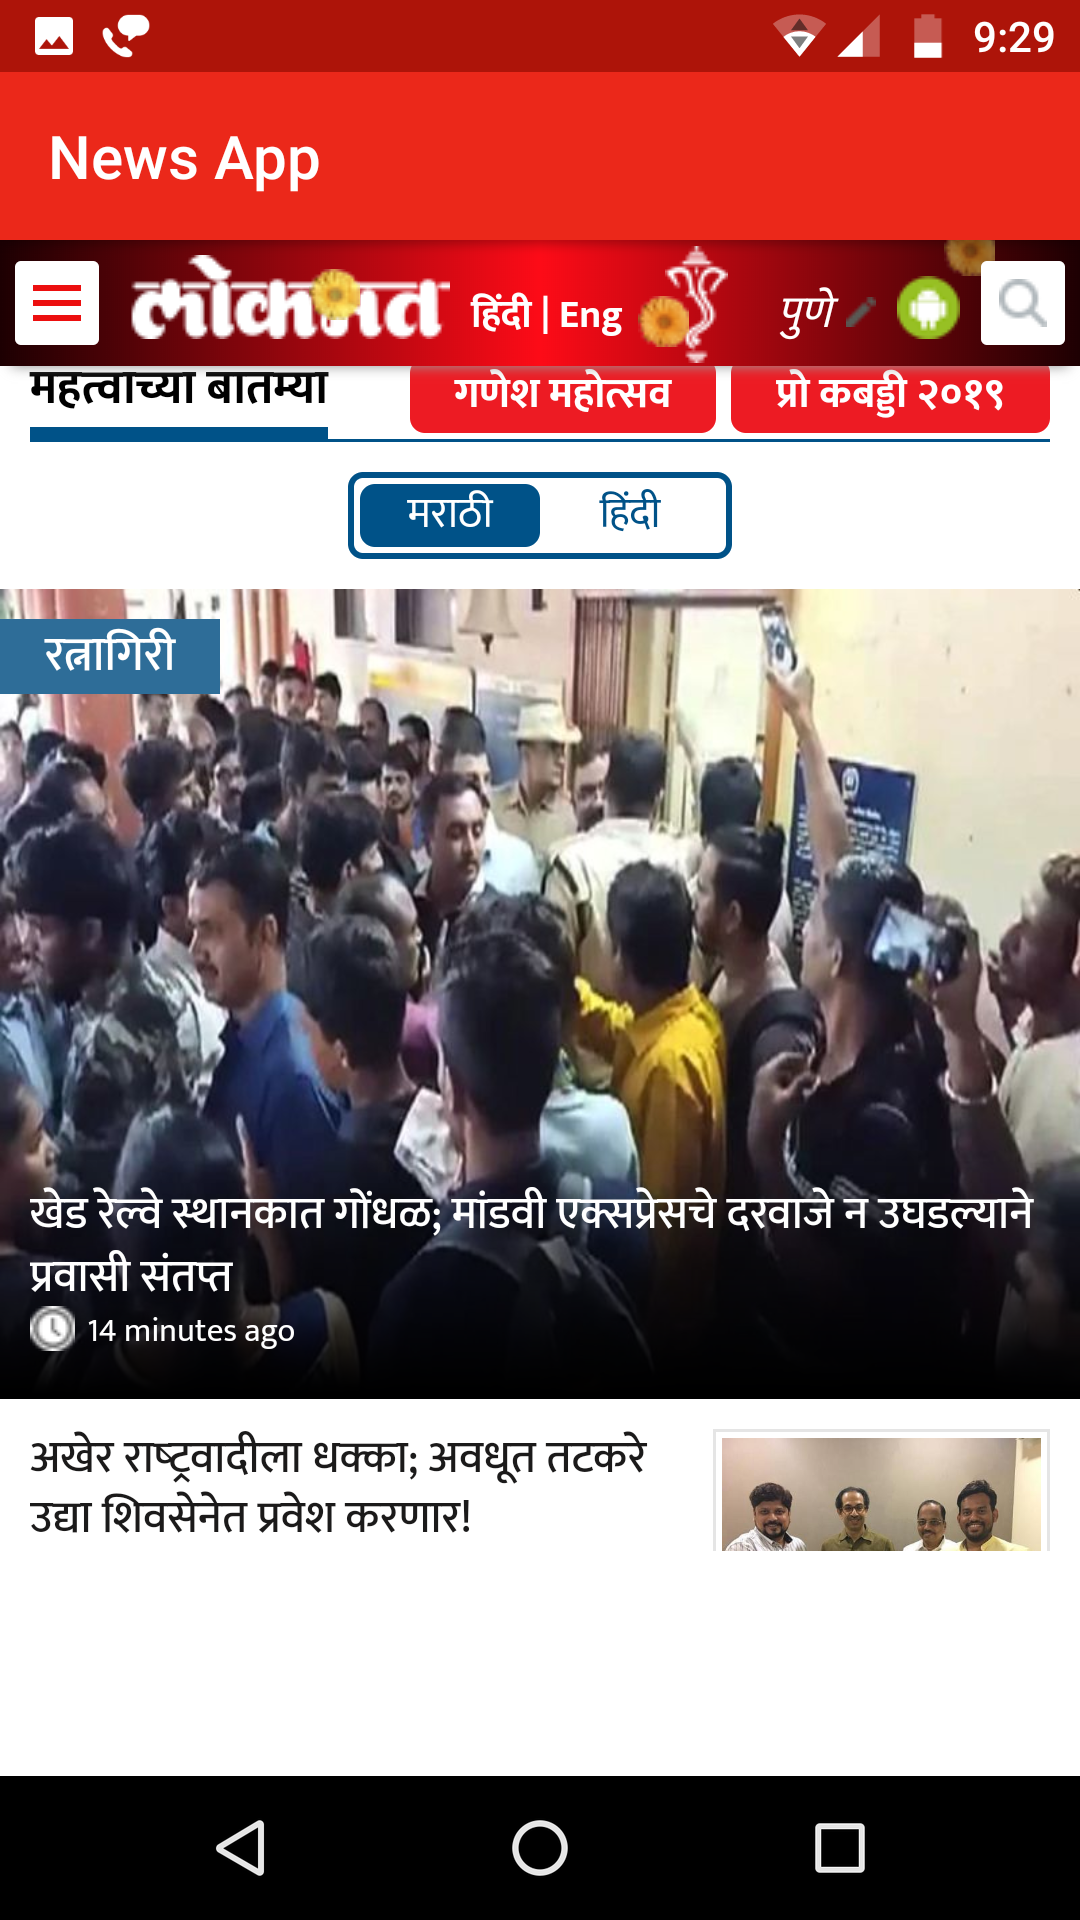 9:29
News App
लोकमत
हिंदी | Eng
पुणे
महत्वाच्या बातम्या
गणेश महोत्सव
प्रो कबड्डी २०१९
मराठी
हिंदी
रत्नागिरी
खेड रेल्वे स्थानकात गोंधळ; मांडवी एक्सप्रेसचे दरवाजे न उघडल्याने
प्रवासी संतप्त
14 minutes ago
अखेर राष्ट्रवादीला धक्का; अवधूत तटकरे
उद्या शिवसेनेत प्रवेश करणार!